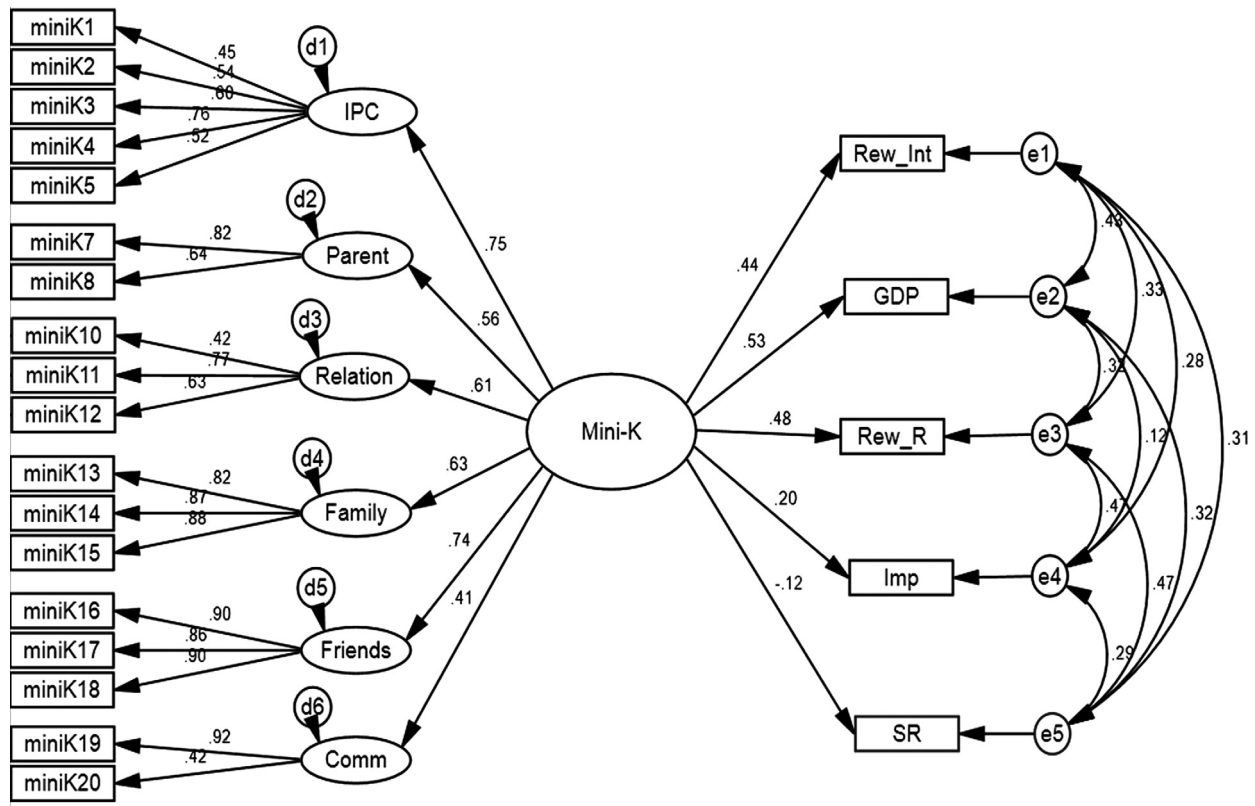 miniK1
miniK2
miniK3
miniK4
miniK5
.45
.54
.60
.76
.52
d1
IPC
miniK7
miniK8
.82
.64
d2
Parent
miniK10
miniK11
miniK12
.42
.77
.63
d3
Relation
miniK13
miniK14
miniK15
.82
.87
.88
d4
Family
miniK16
miniK17
miniK18
.90
.86
.90
d5
Friends
miniK19
miniK20
.92
.42
d6
Comm
.75
.56
.61
.63
.74
.41
Mini-K
.44
.53
.48
.20
-.12
Rew_Int
e1
GDP
e2
Rew_R
e3
Imp
e4
SR
e5
.43
.33
.28
.31
.12
.32
.47
.47
.29